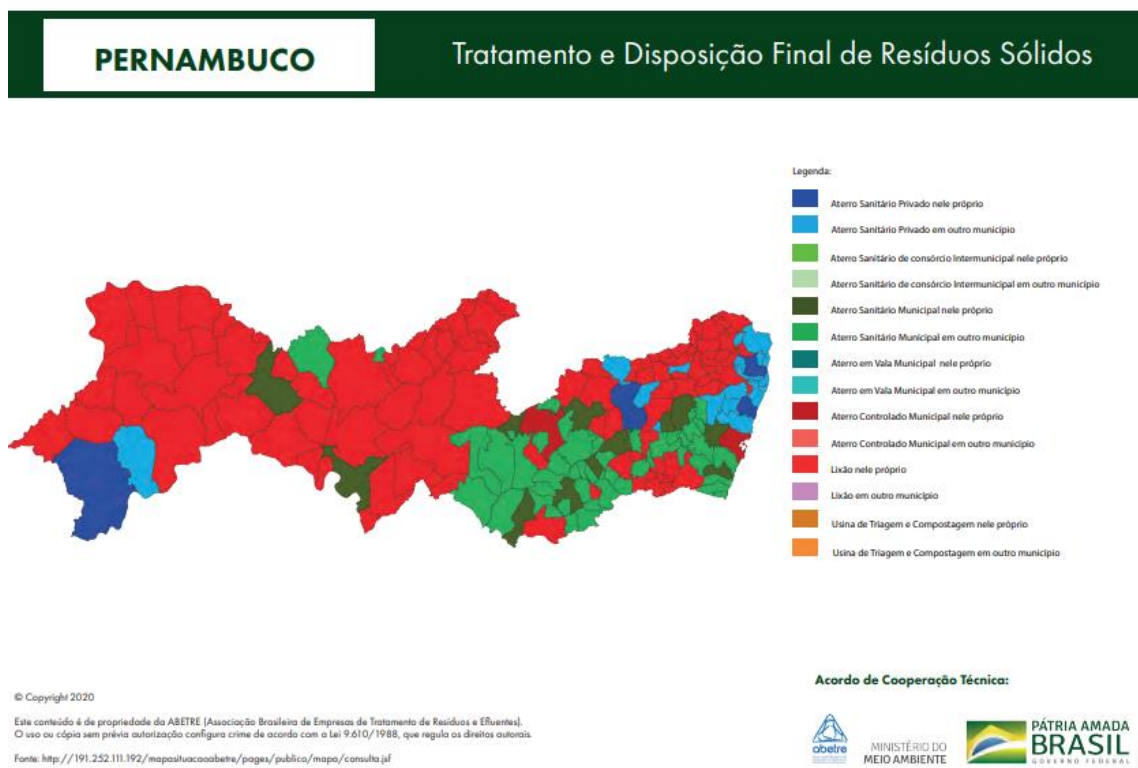 PERNAMBUCO
Tratamento e Disposição Final de Resíduos Sólidos
Legenda:
Aterro Sanitário Privado nele próprio
Aterro Sanitário Privado em outro município
Aterro Sanitário de consórcio Intermunicipal nele próprio
Aterro Sanitário de consórcio Intermunicipal em outro município
Aterro Sanitário Municipal nele próprio
Aterro Sanitário Municipal em outro município
Aterro em Vala Municipal nele próprio
Aterro em Vala Municipal em outro município
Aterro Controlado Municipal nele próprio
Aterro Controlado Municipal em outro município
Lixão nele próprio
Lixão em outro município
Usina de Triagem e Compostagem nele próprio
Usina de Triagem e Compostagem em outro município
© Copyright 2020
Este conteúdo é de propriedade da ABETRE (Associação Brasileira de Empresas de Tratamento de Resíduos e Efluentes).
O uso ou cópia sem prévia autorização configura crime de acordo com a Lei 9.610/1988, que regula os direitos autorais.
Fonte: http://191.252.111.192/mapasituacaoabetre/pages/publico/mapa/consulta.jsf
Acordo de Cooperação Técnica:
abetre
MINISTÉRIO DO
MEIO AMBIENTE
PÁTRIA AMADA
BRASIL
GOVERNO FEDERAL